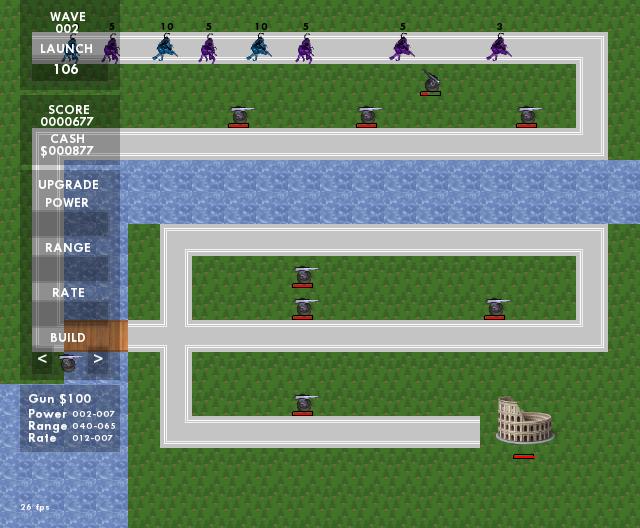 WAVE
002
LAUNCH
106
5 10 5 10 5 5 3
SCORE
0000677
CASH
$000877
UPGRADE
POWER
RANGE
RATE
BUILD
< >
Gun $100
Power 002-007
Range 040-065
Rate 012-007
26 fps